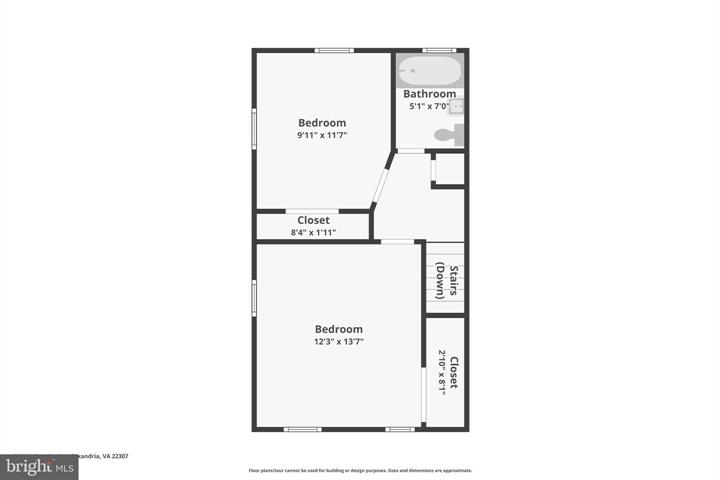 Bathroom
5'1" x 7'0"
Bedroom
9'11" x 11'7"
Closet
8'4" x 1'11"
Stairs
(Down)
Bedroom
12'3" x 13'7"
Closet
2'10" x 8'1"
VA 22307
bright MLS
Floor plans/tour cannot be used for building or design purposes. Sizes and dimensions are approximate.